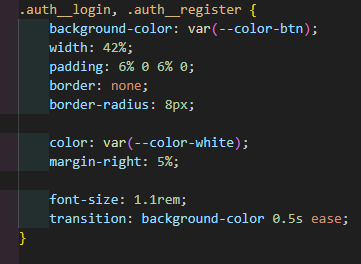 .auth__login, .auth__register {
background-color: var(--color-btn);
width: 42%;
padding: 6% 0 6% 0;
border: none;
border-radius: 8px;
color: var(--color-white);
margin-right: 5%;
font-size: 1.1rem;
transition: background-color 0.5s ease;
}